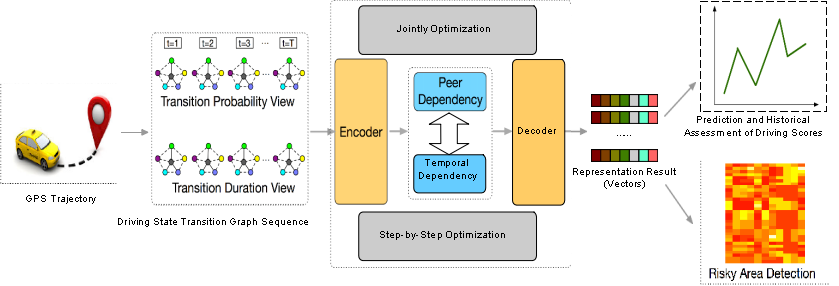 GPS Trajectory
t=1 t=2 t=3 ... t=T
Transition Probability View
Transition Duration View
Driving State Transition Graph Sequence
Jointly Optimization
Encoder
Peer
Dependency
Temporal
Dependency
Decoder
Step-by-Step Optimization
......
Representation Result
(Vectors)
Prediction and Historical
Assessment of Driving Scores
Risky Area Detection